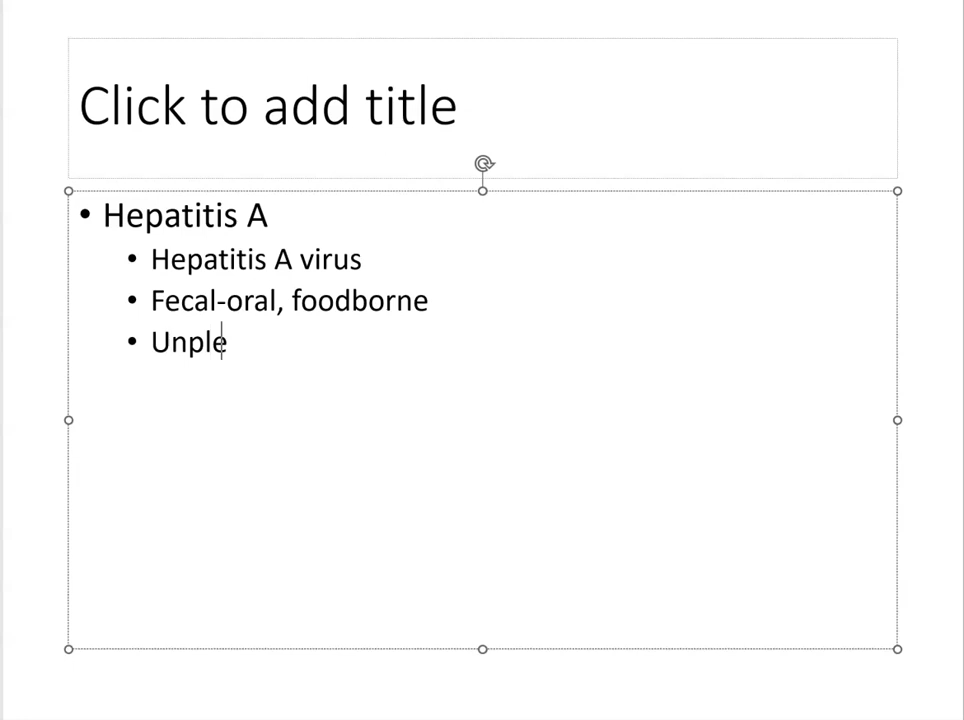 Click to add title
• Hepatitis A
• Hepatitis A virus
• Fecal-oral, foodborne
• Unple